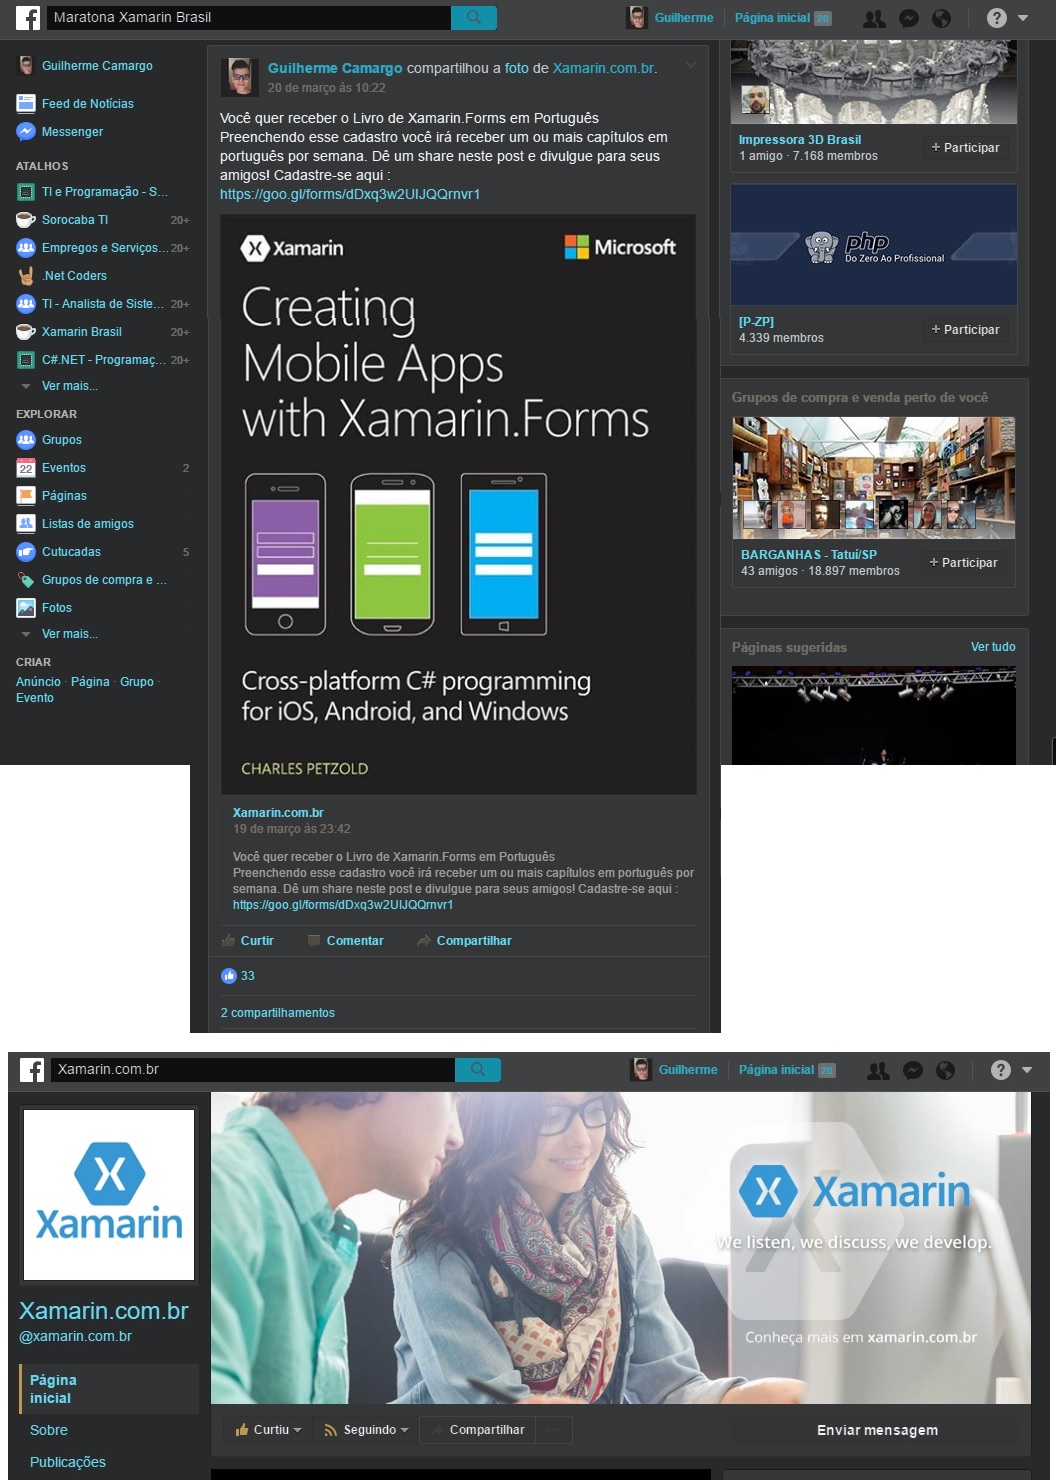 Maratona Xamarin Brasil
Guilherme
Página inicial 20
Guilherme Camargo
Feed de Notícias
Messenger
ATALHOS
TI e Programação - S...
Sorocaba TI 20+
Empregos e Serviços... 20+
.Net Coders
TI - Analista de Siste... 20+
Xamarin Brasil 20+
C#.NET - Programaç... 20+
Ver mais...
EXPLORAR
Grupos
22 Eventos 2
Páginas
Listas de amigos
Cutucadas 5
Grupos de compra e ...
Fotos
Ver mais...
CRIAR
Anúncio · Página · Grupo ·
Evento
Guilherme Camargo compartilhou a foto de Xamarin.com.br.
20 de março às 10:22
Você quer receber o Livro de Xamarin.Forms em Português
Preenchendo esse cadastro você irá receber um ou mais capítulos em
português por semana. Dê um share neste post e divulgue para seus
amigos! Cadastre-se aqui :
https://goo.gl/forms/dDxq3w2UIJQQrnvr1
Xamarin
Microsoft
Creating
Mobile Apps
with Xamarin.Forms
Cross-platform C# programming
for iOS, Android, and Windows
CHARLES PETZOLD
Xamarin.com.br
19 de março às 23:42
Você quer receber o Livro de Xamarin.Forms em Português
Preenchendo esse cadastro você irá receber um ou mais capítulos em português por
semana. Dê um share neste post e divulgue para seus amigos! Cadastre-se aqui :
https://goo.gl/forms/dDxq3w2UIJQQrnvr1
Curtir Comentar Compartilhar
33
2 compartilhamentos
Impressora 3D Brasil
1 amigo · 7.168 membros
+ Participar
php
Do Zero Ao Profissional
[P-ZP]
4.339 membros
+ Participar
Grupos de compra e venda perto de você
BARGANHAS - Tatuí/SP
43 amigos · 18.897 membros
+ Participar
Páginas sugeridas Ver tudo
Xamarin.com.br
Guilherme
Página inicial 20
Xamarin
Xamarin.com.br
@xamarin.com.br
Página
inicial
Sobre
Publicações
Xamarin
We listen, we discuss, we develop.
Conheça mais em xamarin.com.br
Curtiu Seguindo Compartilhar ...
Enviar mensagem